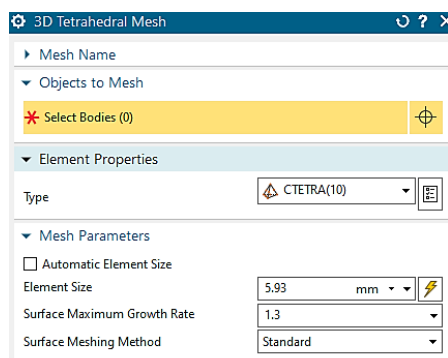 3D Tetrahedral Mesh
Mesh Name
Objects to Mesh
Select Bodies (0)
Element Properties
Type CTETRA(10)
Mesh Parameters
Automatic Element Size
Element Size 5.93 mm
Surface Maximum Growth Rate 1.3
Surface Meshing Method Standard